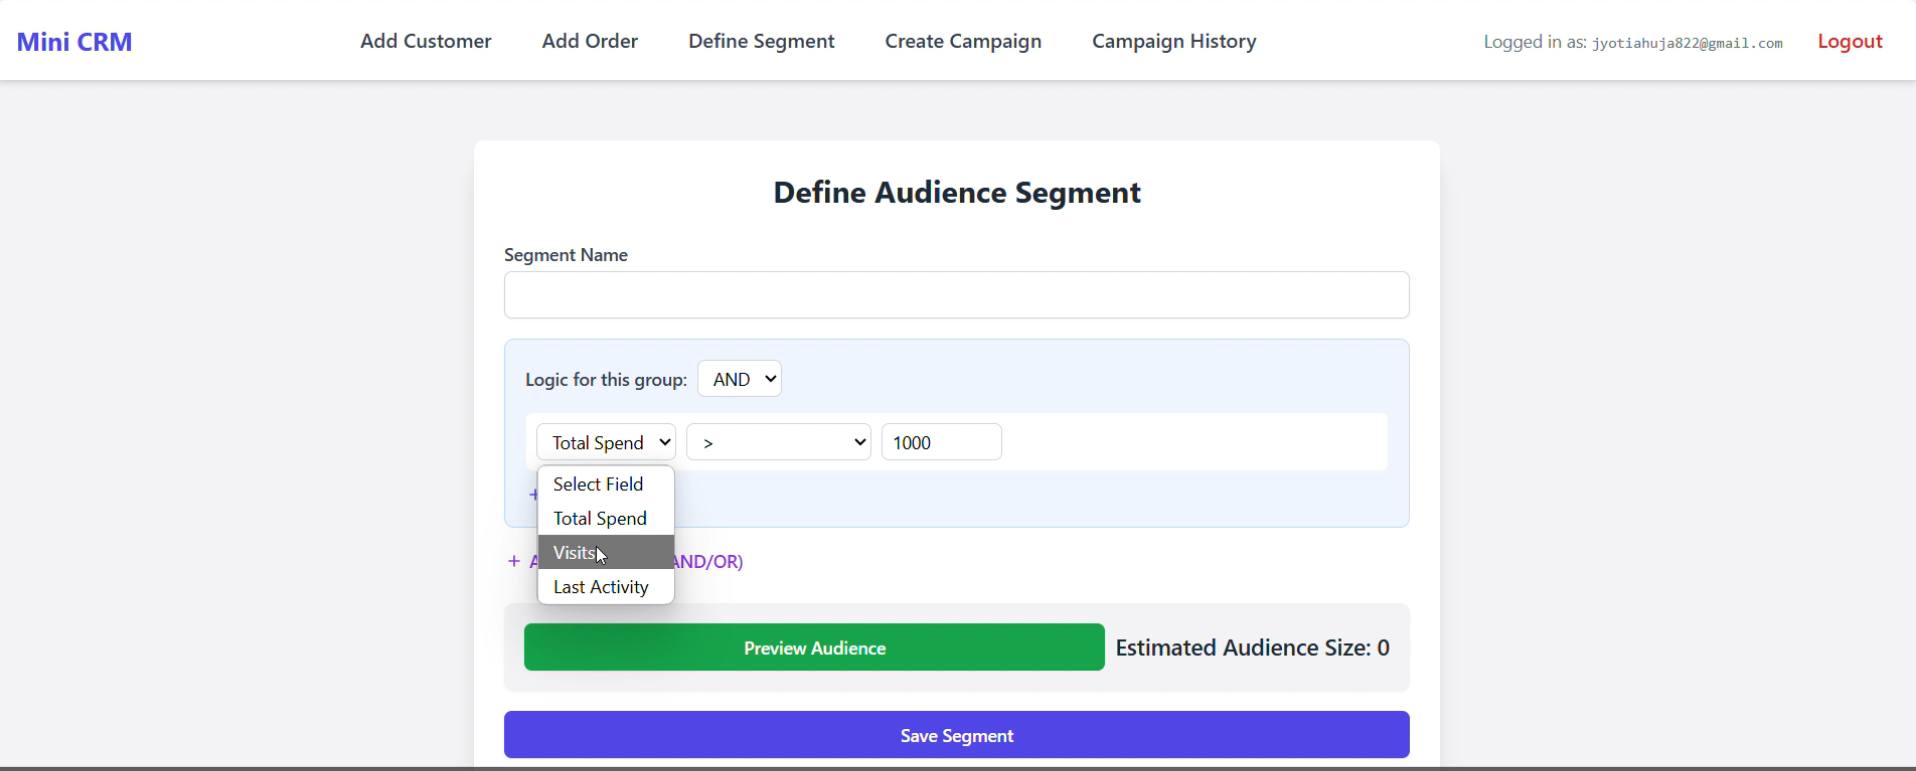 Mini CRM
Add Customer
Add Order
Define Segment
Create Campaign
Campaign History
Logged in as: jyotiahuja822@gmail.com
Logout
Define Audience Segment
Segment Name
Logic for this group: AND
Total Spend > 1000
Select Field
+
Total Spend
Visits
+ AND/OR)
Last Activity
Preview Audience
Estimated Audience Size: 0
Save Segment